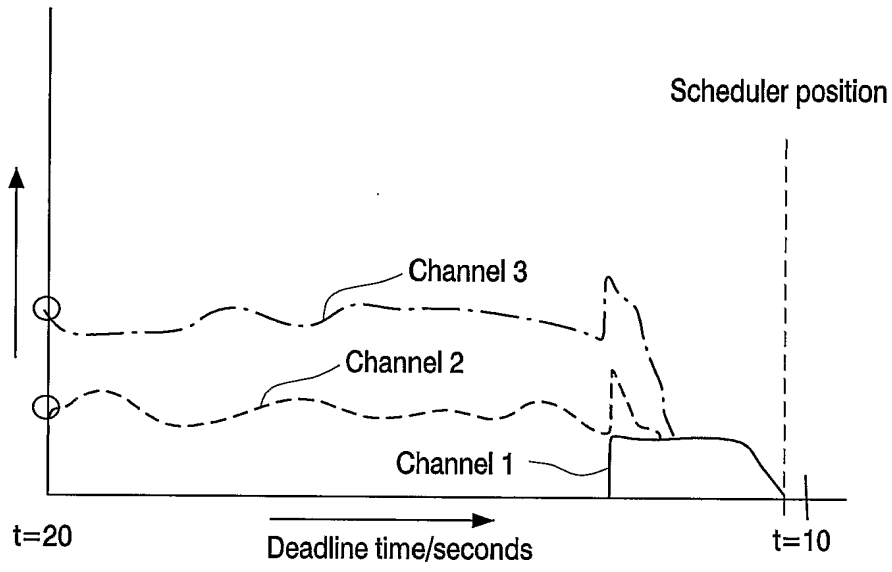 Scheduler position
Channel 3
Channel 2
Channel 1
t=20
t=10
Deadline time/seconds